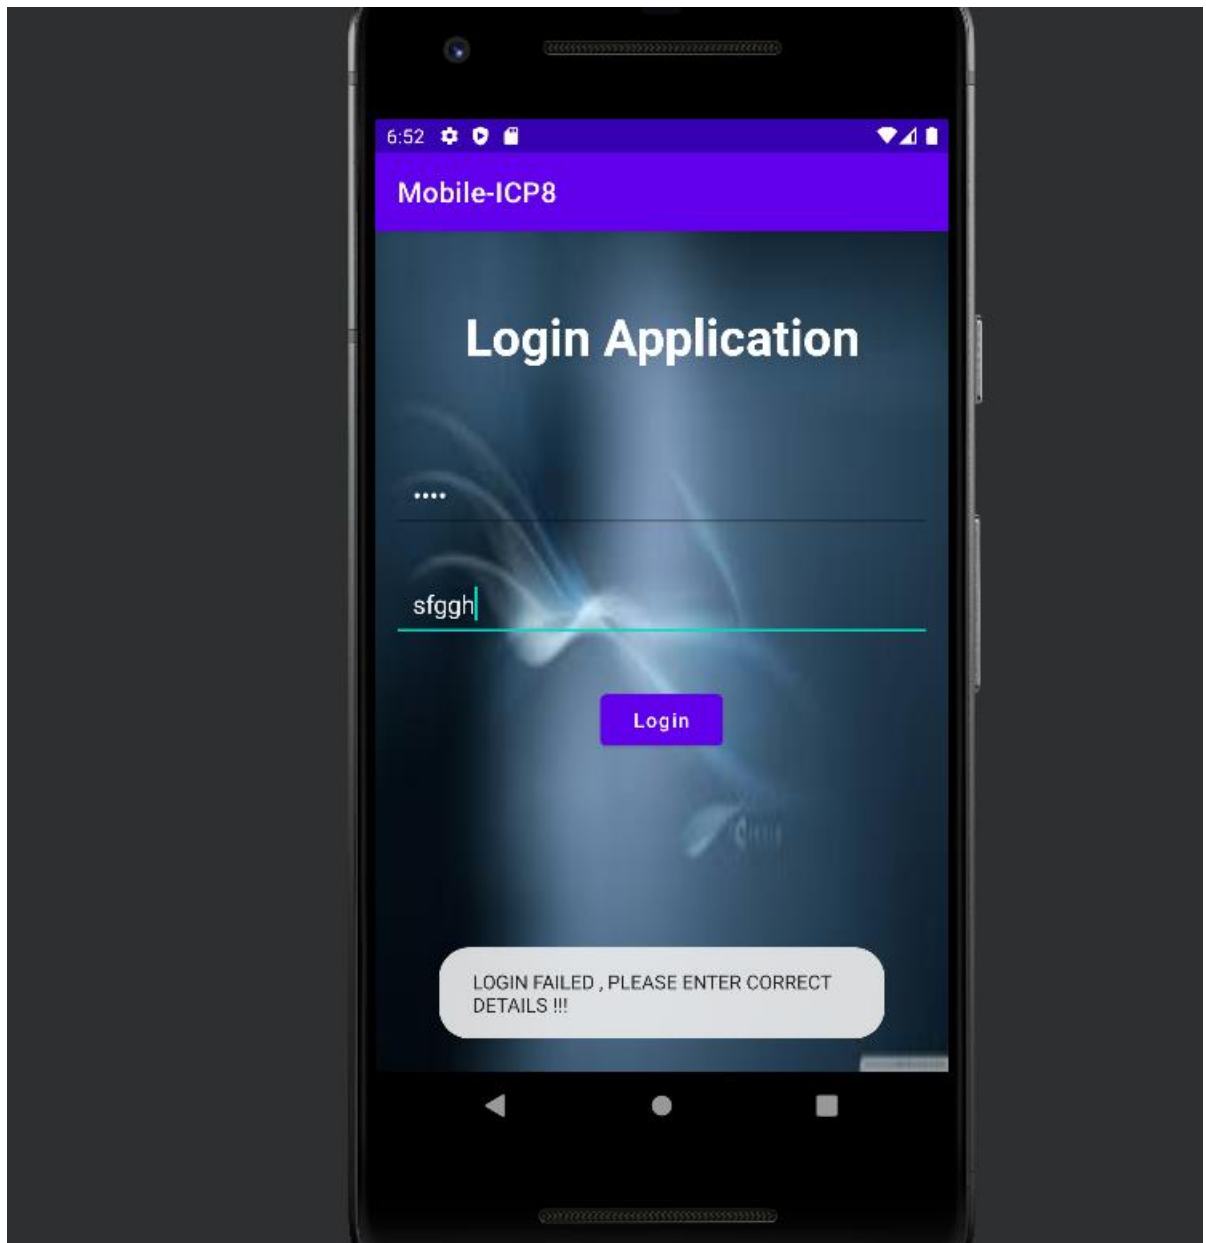 6:52
Mobile-ICP8
Login Application
••••
sfggh
Login
LOGIN FAILED , PLEASE ENTER CORRECT
DETAILS !!!